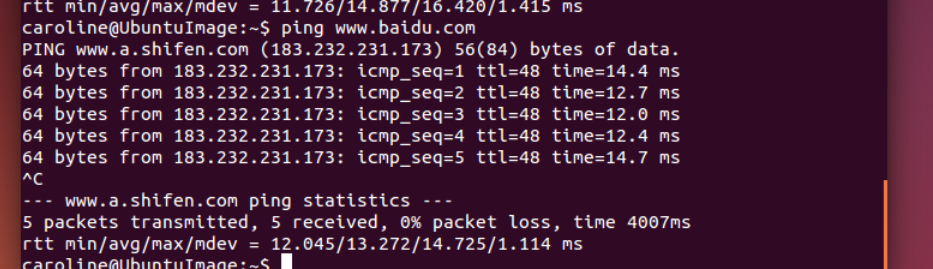 rtt min/avg/max/mdev = 11.726/14.877/16.420/1.415 ms
caroline@UbuntuImage:~$ ping www.baidu.com
PING www.a.shifen.com (183.232.231.173) 56(84) bytes of data.
64 bytes from 183.232.231.173: icmp_seq=1 ttl=48 time=14.4 ms
64 bytes from 183.232.231.173: icmp_seq=2 ttl=48 time=12.7 ms
64 bytes from 183.232.231.173: icmp_seq=3 ttl=48 time=12.0 ms
64 bytes from 183.232.231.173: icmp_seq=4 ttl=48 time=12.4 ms
64 bytes from 183.232.231.173: icmp_seq=5 ttl=48 time=14.7 ms
^C
--- www.a.shifen.com ping statistics ---
5 packets transmitted, 5 received, 0% packet loss, time 4007ms
rtt min/avg/max/mdev = 12.045/13.272/14.725/1.114 ms
caroline@UbuntuImage:~$